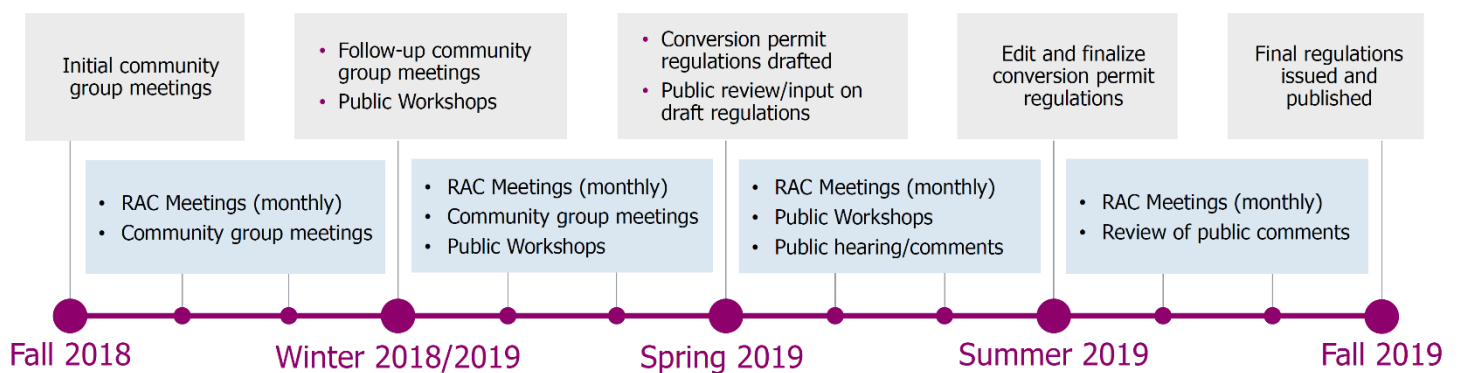 Initial community
group meetings
• Follow-up community
group meetings
• Public Workshops
• Conversion permit
regulations drafted
• Public review/input on
draft regulations
Edit and finalize
conversion permit
regulations
Final regulations
issued and
published
• RAC Meetings (monthly)
• Community group meetings
• RAC Meetings (monthly)
• Community group meetings
• Public Workshops
• RAC Meetings (monthly)
• Public Workshops
• Public hearing/comments
• RAC Meetings (monthly)
• Review of public comments
Fall 2018
Winter 2018/2019
Spring 2019
Summer 2019
Fall 2019